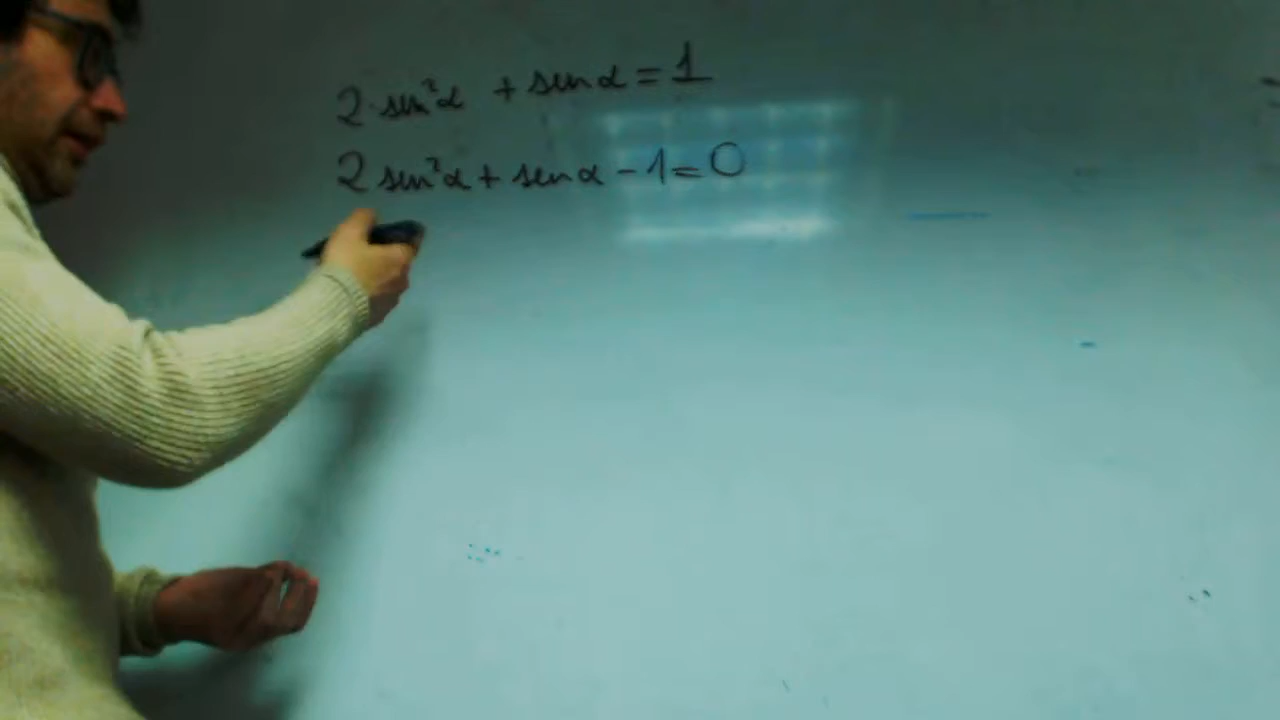 2·sen²α + sen α = 1
2 sen²α + sen α - 1 = 0